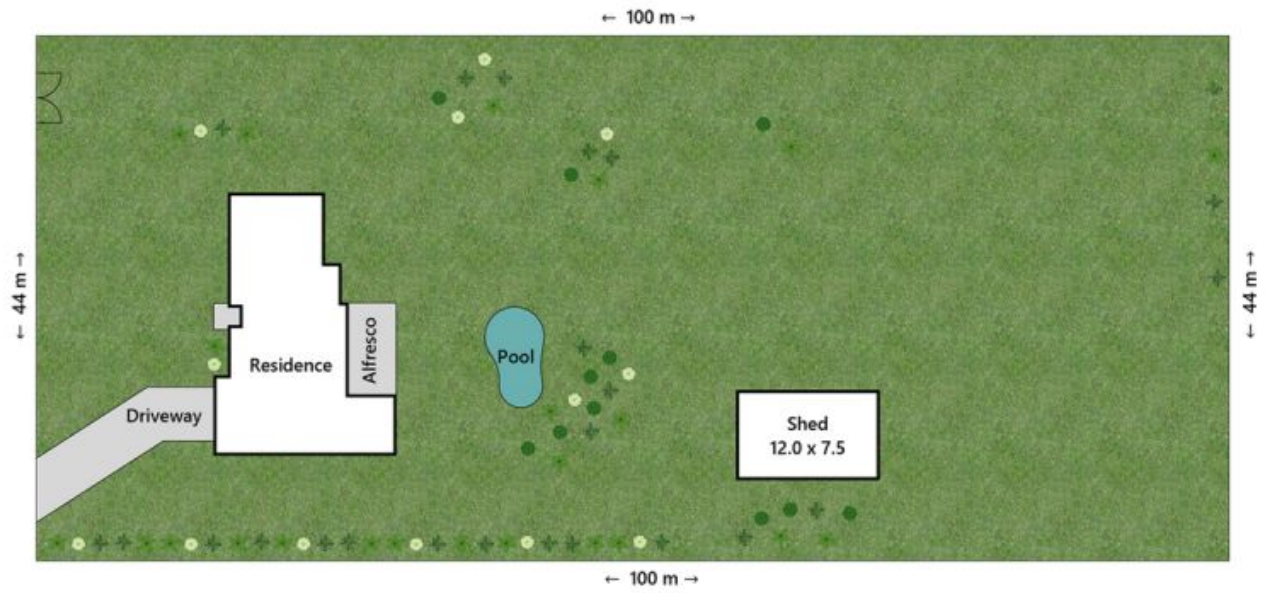 ← 100 m →
← 44 m →
Residence
Alfresco
Pool
Driveway
Shed
12.0 x 7.5
← 44 m →
← 100 m →